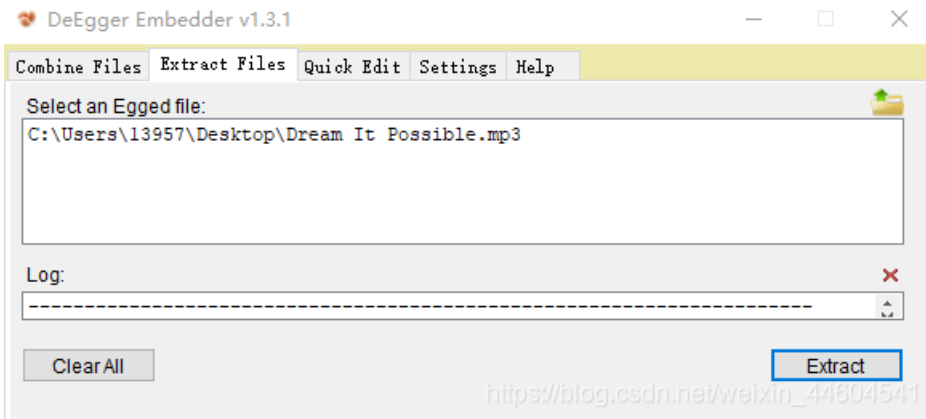 DeEgger Embedder v1.3.1
Combine Files Extract Files Quick Edit Settings Help
Select an Egged file:
C:\Users\13957\Desktop\Dream It Possible.mp3
Log:
----------------------------------------------------------------------
Clear All Extract
https://blog.csdn.net/weixin_44604541